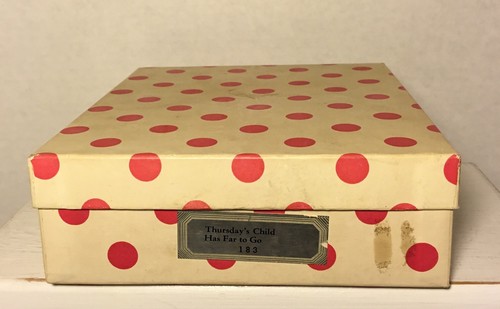 Thursday's Child
Has Far to Go
183